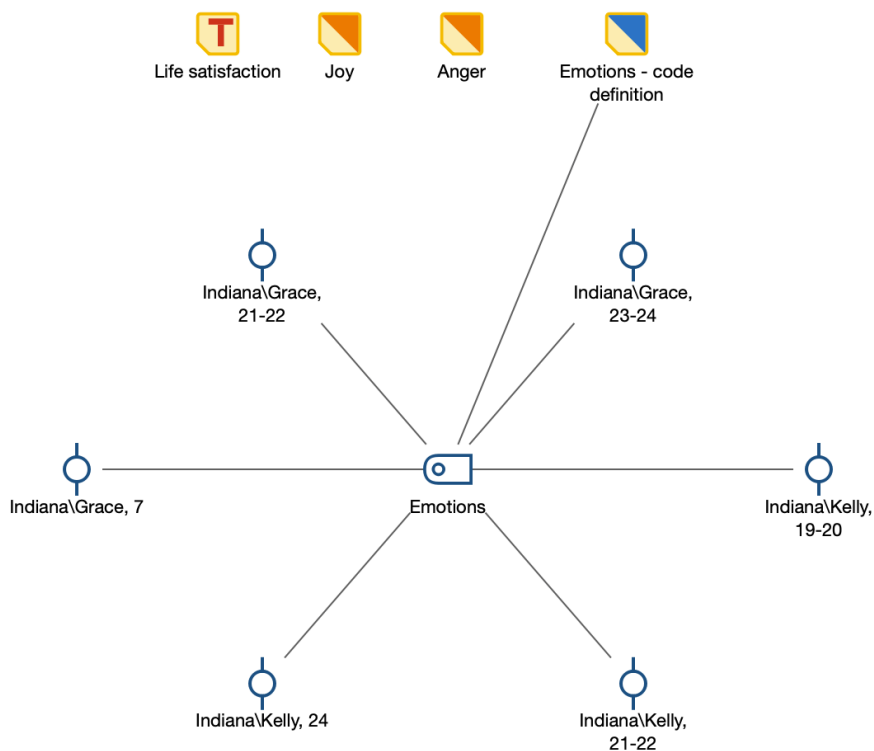 T
Life satisfaction
Joy
Anger
Emotions - code
definition
Indiana\Grace,
21-22
Indiana\Grace,
23-24
Indiana\Grace, 7
Emotions
Indiana\Kelly,
19-20
Indiana\Kelly, 24
Indiana\Kelly,
21-22